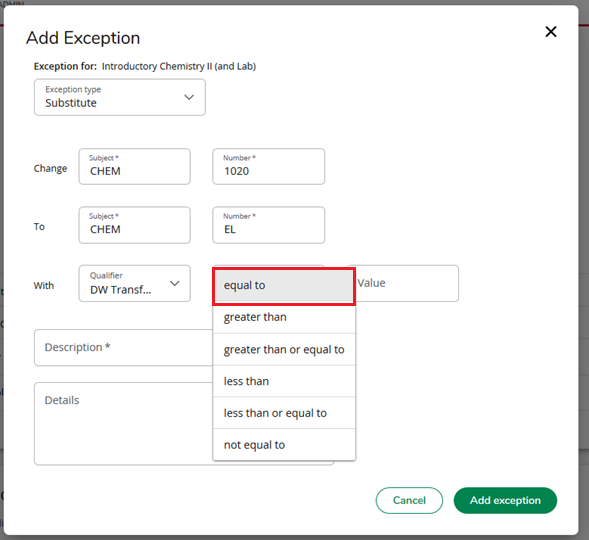 ADMIN
Add Exception
Exception for: Introductory Chemistry II (and Lab)
Exception type
Substitute
Change
Subject *
CHEM
Number *
1020
To
Subject *
CHEM
Number *
EL
With
Qualifier
DW Transf...
equal to
Value
greater than
greater than or equal to
less than
less than or equal to
not equal to
Description *
Details
Cancel
Add exception